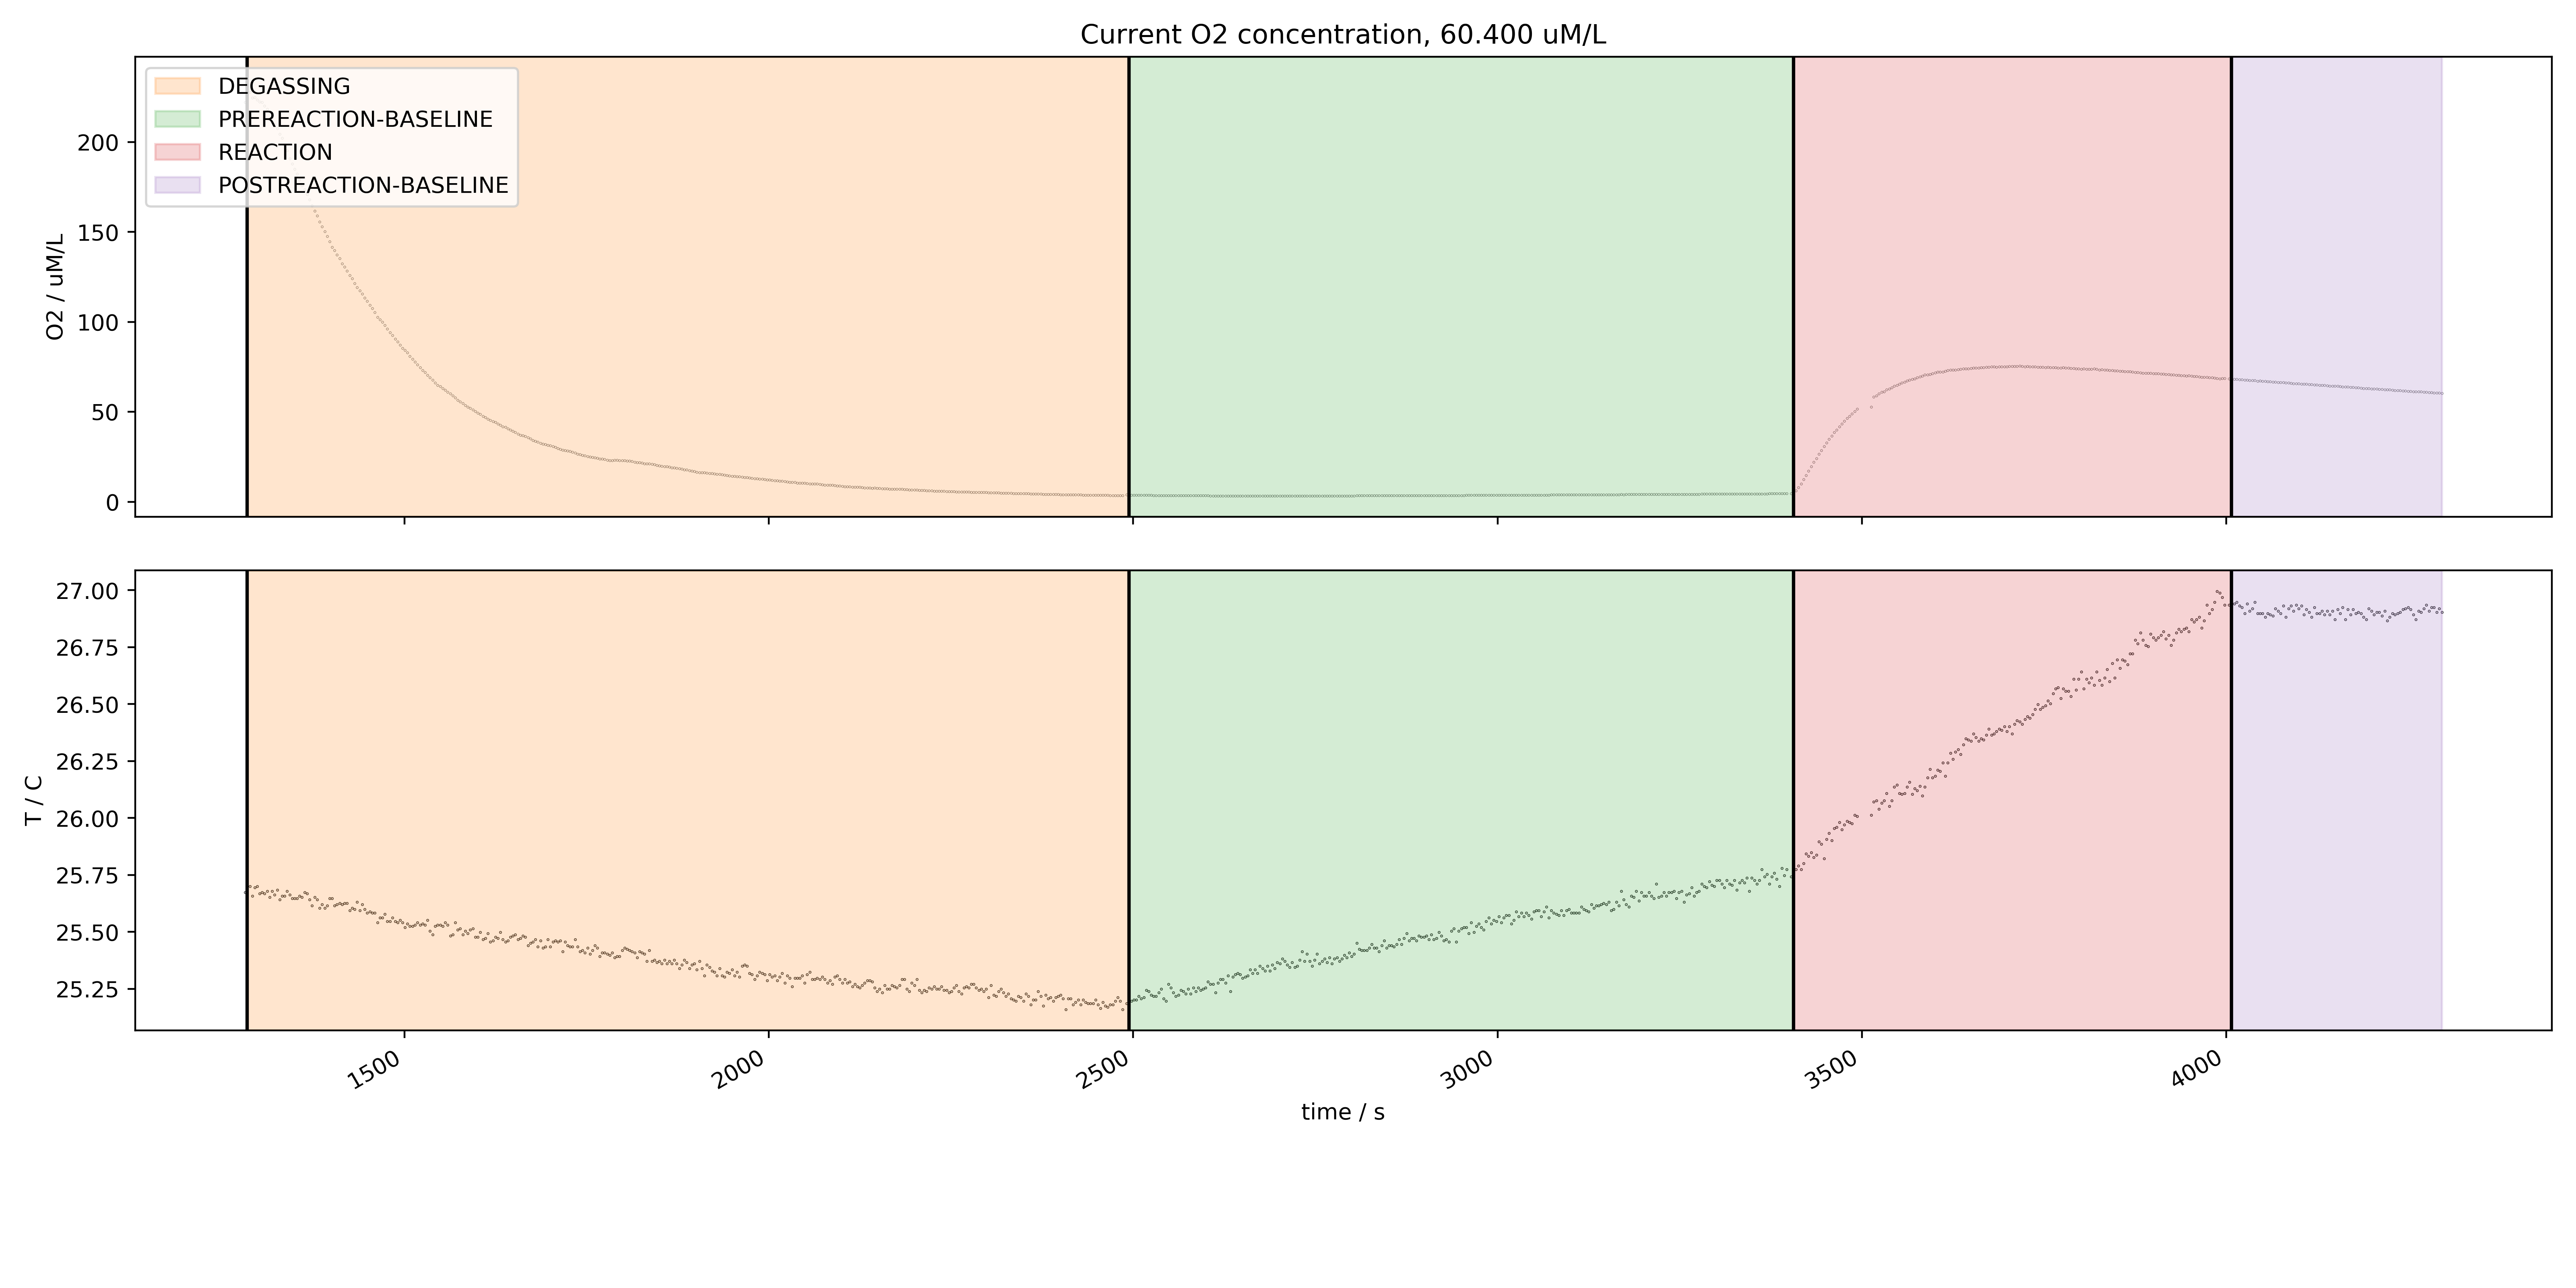 Current O2 concentration, 60.400 uM/L
DEGASSING
PREREACTION-BASELINE
REACTION
POSTREACTION-BASELINE
O2 / uM/L
200
150
100
50
0
T / C
27.00
26.75
26.50
26.25
26.00
25.75
25.50
25.25
1500
2000
2500
3000
3500
4000
time / s